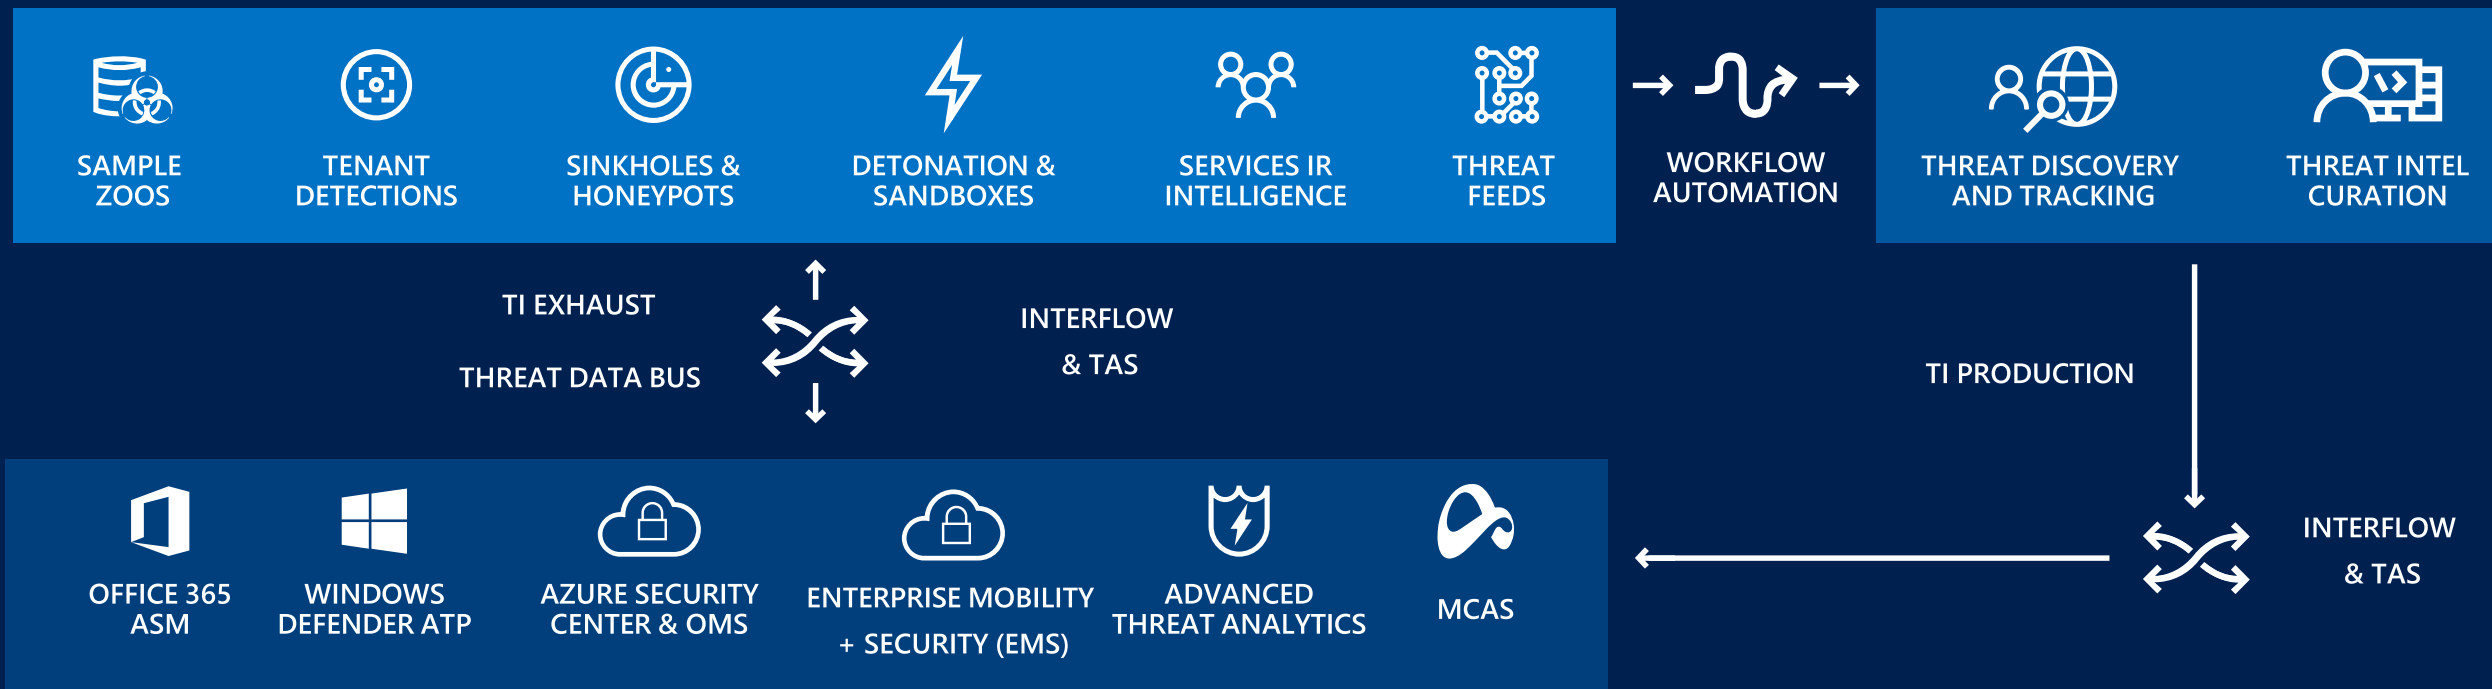 SAMPLE
ZOOS
TENANT
DETECTIONS
SINKHOLES &
HONEYPOTS
DETONATION &
SANDBOXES
SERVICES IR
INTELLIGENCE
THREAT
FEEDS
WORKFLOW
AUTOMATION
THREAT DISCOVERY
AND TRACKING
THREAT INTEL
CURATION
TI EXHAUST
THREAT DATA BUS
INTERFLOW
& TAS
TI PRODUCTION
OFFICE 365
ASM
WINDOWS
DEFENDER ATP
AZURE SECURITY
CENTER & OMS
ENTERPRISE MOBILITY
+ SECURITY (EMS)
ADVANCED
THREAT ANALYTICS
MCAS
INTERFLOW
& TAS